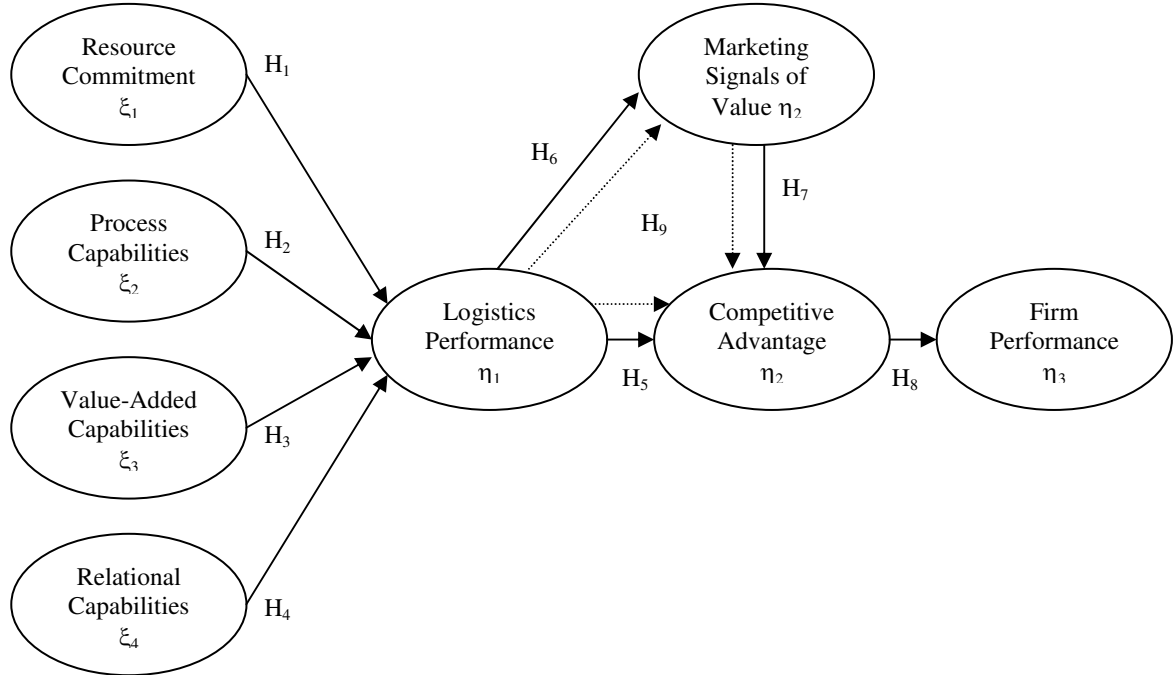 Resource
Commitment
ξ₁
H₁
Process
Capabilities
ξ₂
H₂
Value-Added
Capabilities
ξ₃
H₃
Relational
Capabilities
ξ₄
H₄
Logistics
Performance
η₁
H₆
Marketing
Signals of
Value η₂
H₇
H₉
H₅
Competitive
Advantage
η₂
H₈
Firm
Performance
η₃